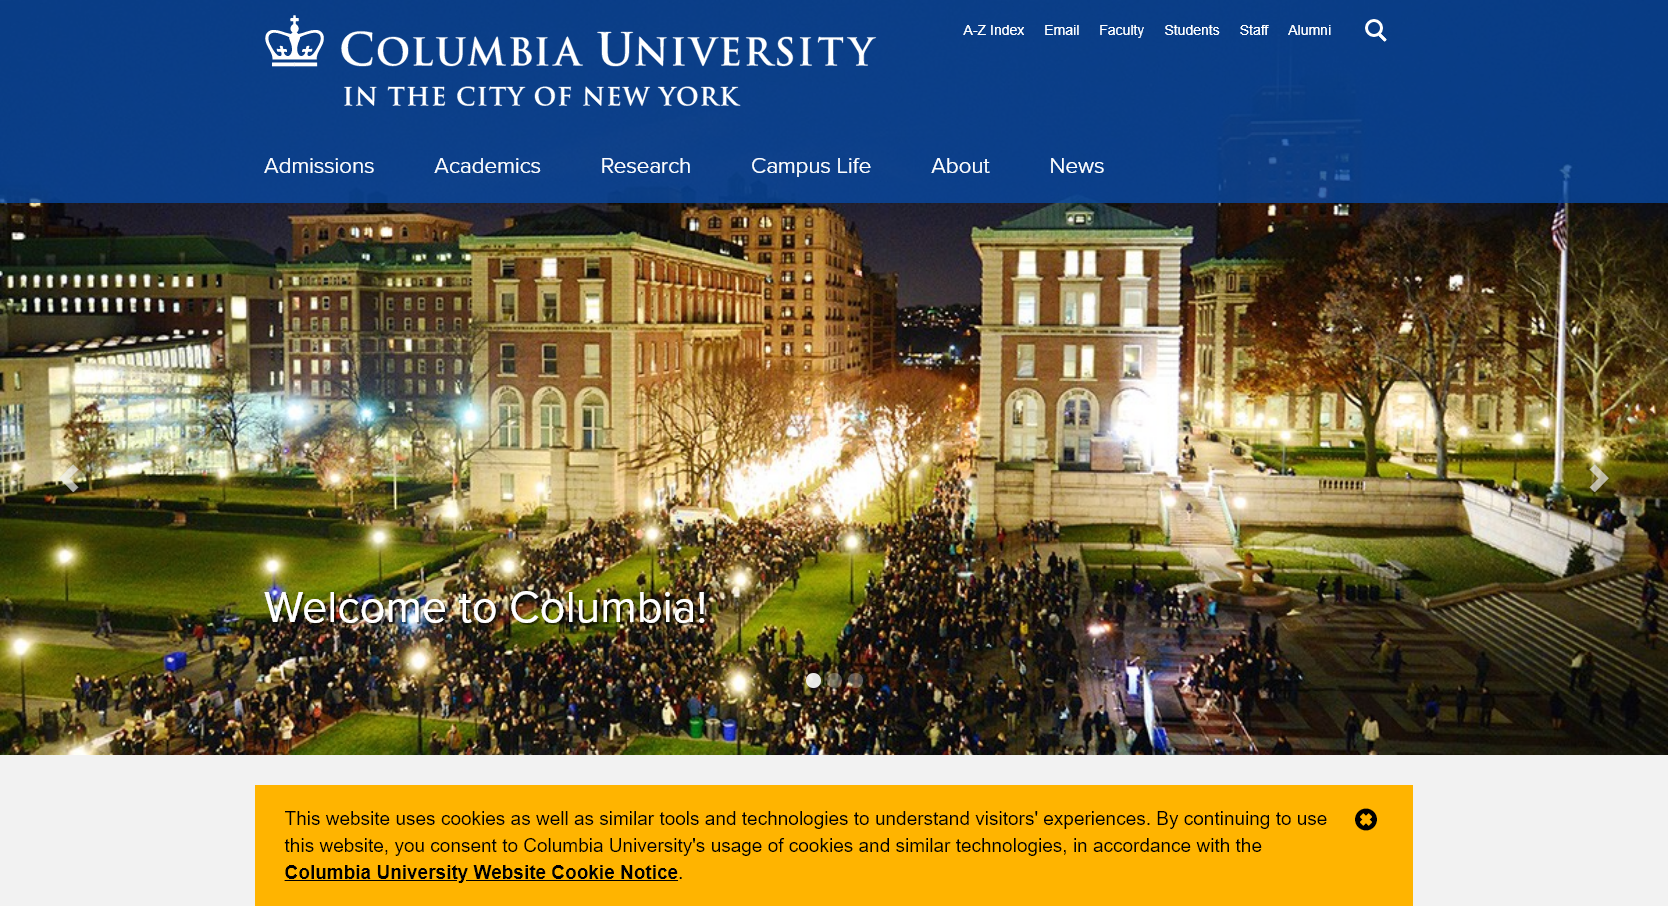 COLUMBIA UNIVERSITY
IN THE CITY OF NEW YORK
A-Z Index Email Faculty Students Staff Alumni
Admissions Academics Research Campus Life About News
Welcome to Columbia!
This website uses cookies as well as similar tools and technologies to understand visitors' experiences. By continuing to use
this website, you consent to Columbia University's usage of cookies and similar technologies, in accordance with the
Columbia University Website Cookie Notice.